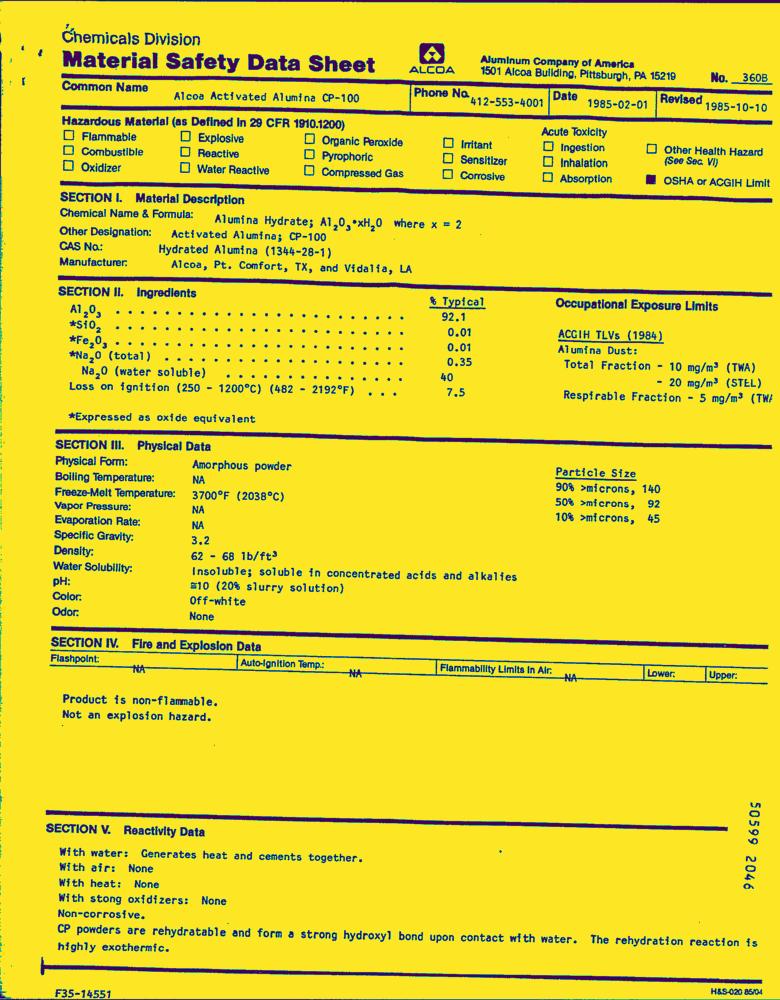 Chemicals Division
Material Safety Data Sheet
ALCOA
Aluminum Company of America
1501 Alcoa Building, Pittsburgh, PA 15219
No. 360B
Common Name Alcoa Activated Alumina CP-100
Phone No. 412-553-4001
Date 1985-02-01
Revised 1985-10-10
Hazardous Material (as Defined in 29 CFR 1910.1200)
Acute Toxicity
☐ Flammable ☐ Explosive ☐ Organic Peroxide ☐ Irritant ☐ Ingestion ☐ Other Health Hazard
☐ Combustible ☐ Reactive ☐ Pyrophoric ☐ Sensitizer ☐ Inhalation (See Sec. VI)
☐ Oxidizer ☐ Water Reactive ☐ Compressed Gas ☐ Corrosive ☐ Absorption ■ OSHA or ACGIH Limit
SECTION I. Material Description
Chemical Name & Formula: Alumina Hydrate; Al₂O₃•xH₂O where x = 2
Other Designation: Activated Alumina; CP-100
CAS No.: Hydrated Alumina (1344-28-1)
Manufacturer: Alcoa, Pt. Comfort, TX, and Vidalia, LA
SECTION II. Ingredients
% Typical
Occupational Exposure Limits
Al₂O₃ . . . . . . . . . . . . . . . . . . . . . . . . 92.1
*SiO₂ . . . . . . . . . . . . . . . . . . . . . . . . 0.01
ACGIH TLVs (1984)
*Fe₂O₃ . . . . . . . . . . . . . . . . . . . . . . . . 0.01
Alumina Dust:
*Na₂O (total) . . . . . . . . . . . . . . . . . . . . 0.35
Total Fraction - 10 mg/m³ (TWA)
Na₂O (water soluble) . . . . . . . . . . . . . . 40
- 20 mg/m³ (STEL)
Loss on ignition (250 - 1200°C) (482 - 2192°F) . . . 7.5
Respirable Fraction - 5 mg/m³ (TWA
*Expressed as oxide equivalent
SECTION III. Physical Data
Physical Form: Amorphous powder
Boiling Temperature: NA
Freeze-Melt Temperature: 3700°F (2038°C)
Vapor Pressure: NA
Evaporation Rate: NA
Specific Gravity: 3.2
Density: 62 - 68 lb/ft³
Water Solubility: Insoluble; soluble in concentrated acids and alkalies
pH: ≅10 (20% slurry solution)
Color: Off-white
Odor: None
Particle Size
90% >microns, 140
50% >microns, 92
10% >microns, 45
SECTION IV. Fire and Explosion Data
Flashpoint: NA Auto-Ignition Temp.: NA Flammability Limits in Air: NA Lower: Upper:
Product is non-flammable.
Not an explosion hazard.
50599 2046
SECTION V. Reactivity Data
With water: Generates heat and cements together.
With air: None
With heat: None
With stong oxidizers: None
Non-corrosive.
CP powders are rehydratable and form a strong hydroxyl bond upon contact with water. The rehydration reaction is
highly exothermic.
F35-14551
H&S-020 85/04